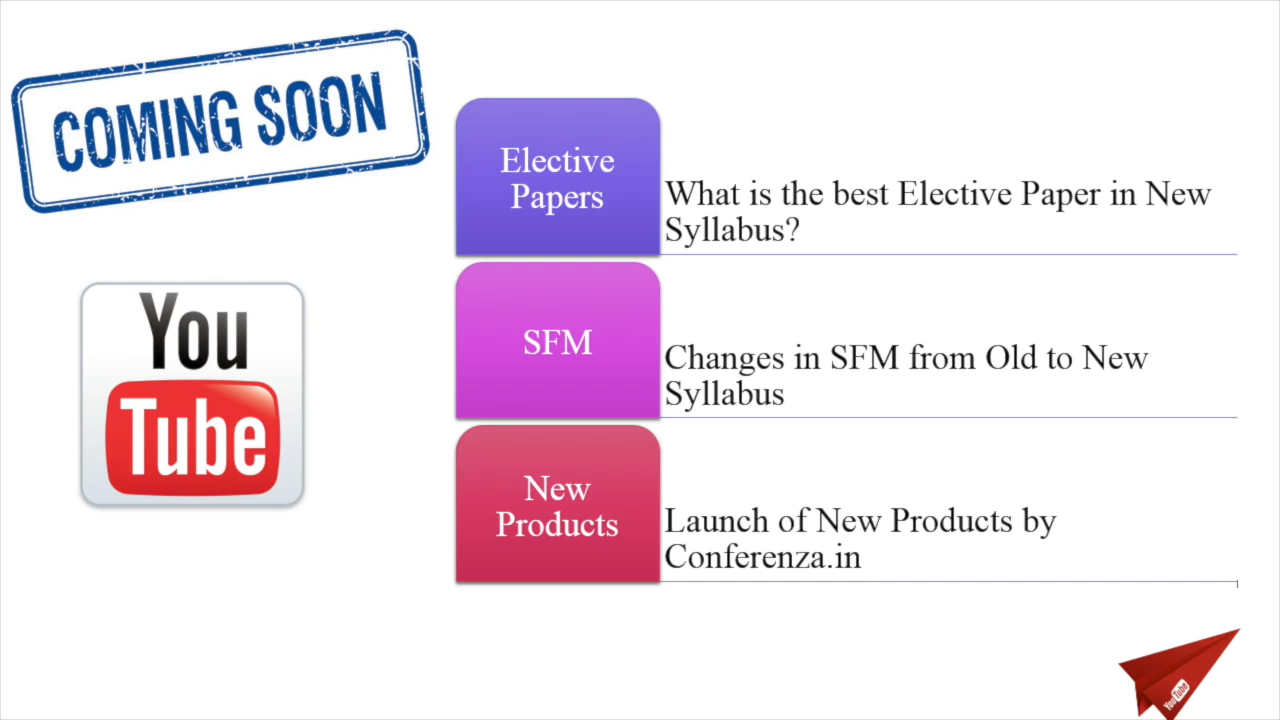 COMING SOON
You
Tube
Elective
Papers
What is the best Elective Paper in New
Syllabus?
SFM
Changes in SFM from Old to New
Syllabus
New
Products
Launch of New Products by
Conferenza.in
YouTube